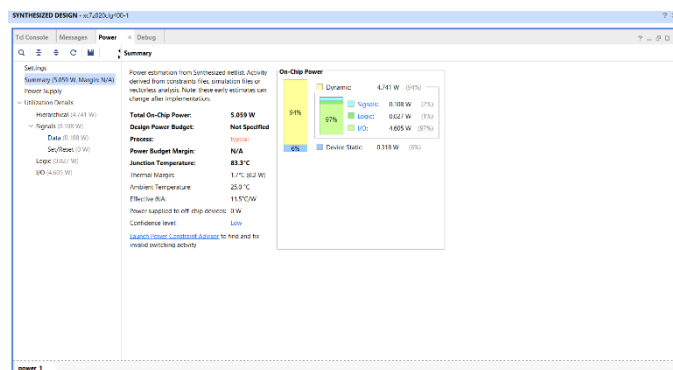 SYNTHESIZED DESIGN - xc7z020clg400-1
Tcl Console Messages Power × Debug
Summary
Settings
Summary (5.059 W, Margin: N/A)
Power Supply
Utilization Details
Hierarchical (4.741 W)
Signals (0.108 W)
Data (0.108 W)
Set/Reset (0 W)
Logic (0.027 W)
I/O (4.605 W)
Power estimation from Synthesized netlist. Activity
derived from constraints files, simulation files or
vectorless analysis. Note: these early estimates can
change after implementation.
Total On-Chip Power: 5.059 W
Design Power Budget: Not Specified
Process: typical
Power Budget Margin: N/A
Junction Temperature: 83.3°C
Thermal Margin: 1.7°C (0.2 W)
Ambient Temperature: 25.0 °C
Effective θJA: 11.5°C/W
Power supplied to off-chip devices: 0 W
Confidence level: Low
Launch Power Constraint Advisor to find and fix
invalid switching activity
On-Chip Power
Dynamic: 4.741 W (94%)
Signals: 0.108 W (2%)
Logic: 0.027 W (1%)
I/O: 4.605 W (97%)
Device Static: 0.318 W (6%)
94%
97%
6%
power_1